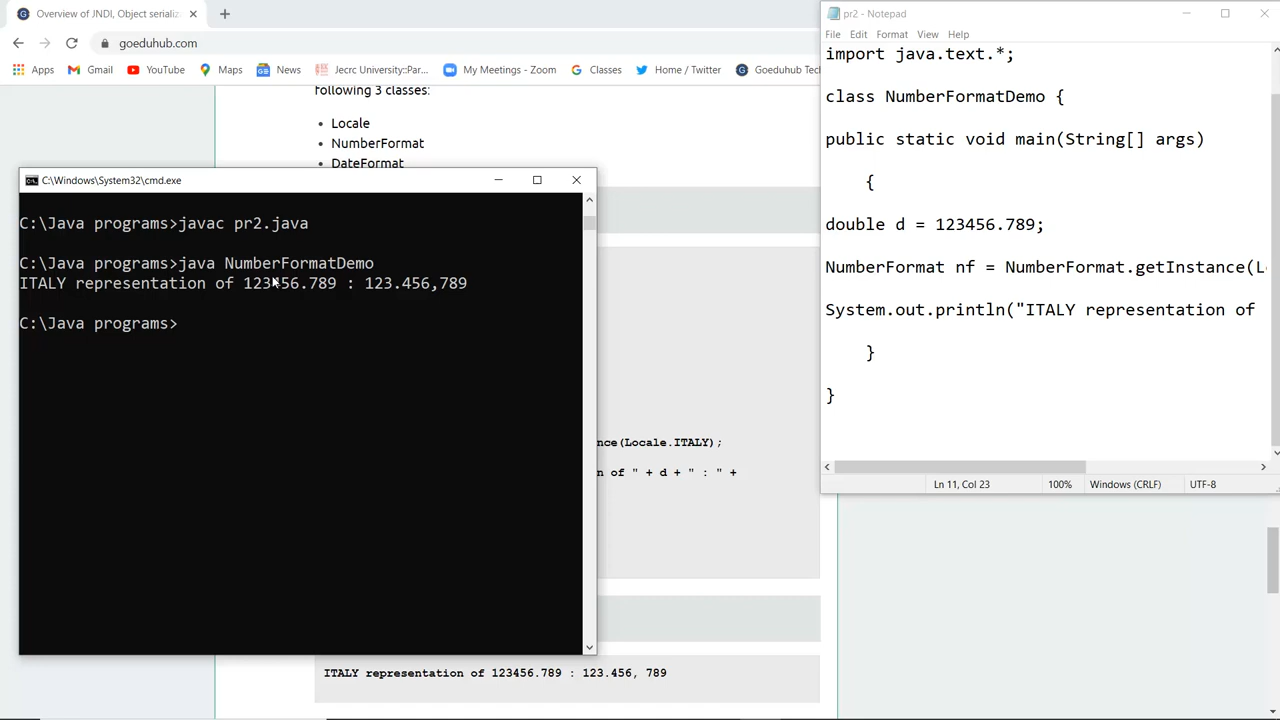 Overview of JNDI, Object serializ
goeduhub.com
Apps Gmail YouTube Maps News Jecrc University::Par... My Meetings - Zoom Classes Home / Twitter Goeduhub Tech
following 3 classes:
• Locale
• NumberFormat
• DateFormat
C:\Windows\System32\cmd.exe
C:\Java programs>javac pr2.java
C:\Java programs>java NumberFormatDemo
ITALY representation of 123456.789 : 123.456,789
C:\Java programs>
nce(Locale.ITALY);
n of " + d + " : " +
ITALY representation of 123456.789 : 123.456, 789
pr2 - Notepad
File Edit Format View Help
import java.text.*;
class NumberFormatDemo {
public static void main(String[] args)
{
double d = 123456.789;
NumberFormat nf = NumberFormat.getInstance(Lo
System.out.println("ITALY representation of
}
}
Ln 11, Col 23 100% Windows (CRLF) UTF-8